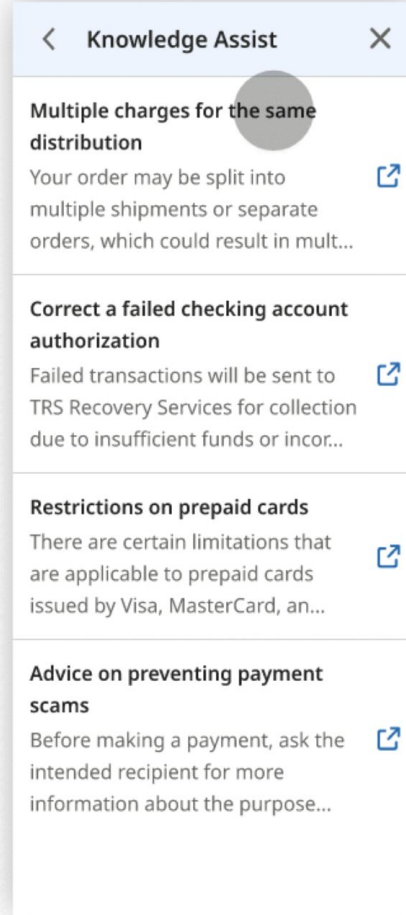 Knowledge Assist
Multiple charges for the same
distribution
Your order may be split into
multiple shipments or separate
orders, which could result in mult...
Correct a failed checking account
authorization
Failed transactions will be sent to
TRS Recovery Services for collection
due to insufficient funds or incor...
Restrictions on prepaid cards
There are certain limitations that
are applicable to prepaid cards
issued by Visa, MasterCard, an...
Advice on preventing payment
scams
Before making a payment, ask the
intended recipient for more
information about the purpose...